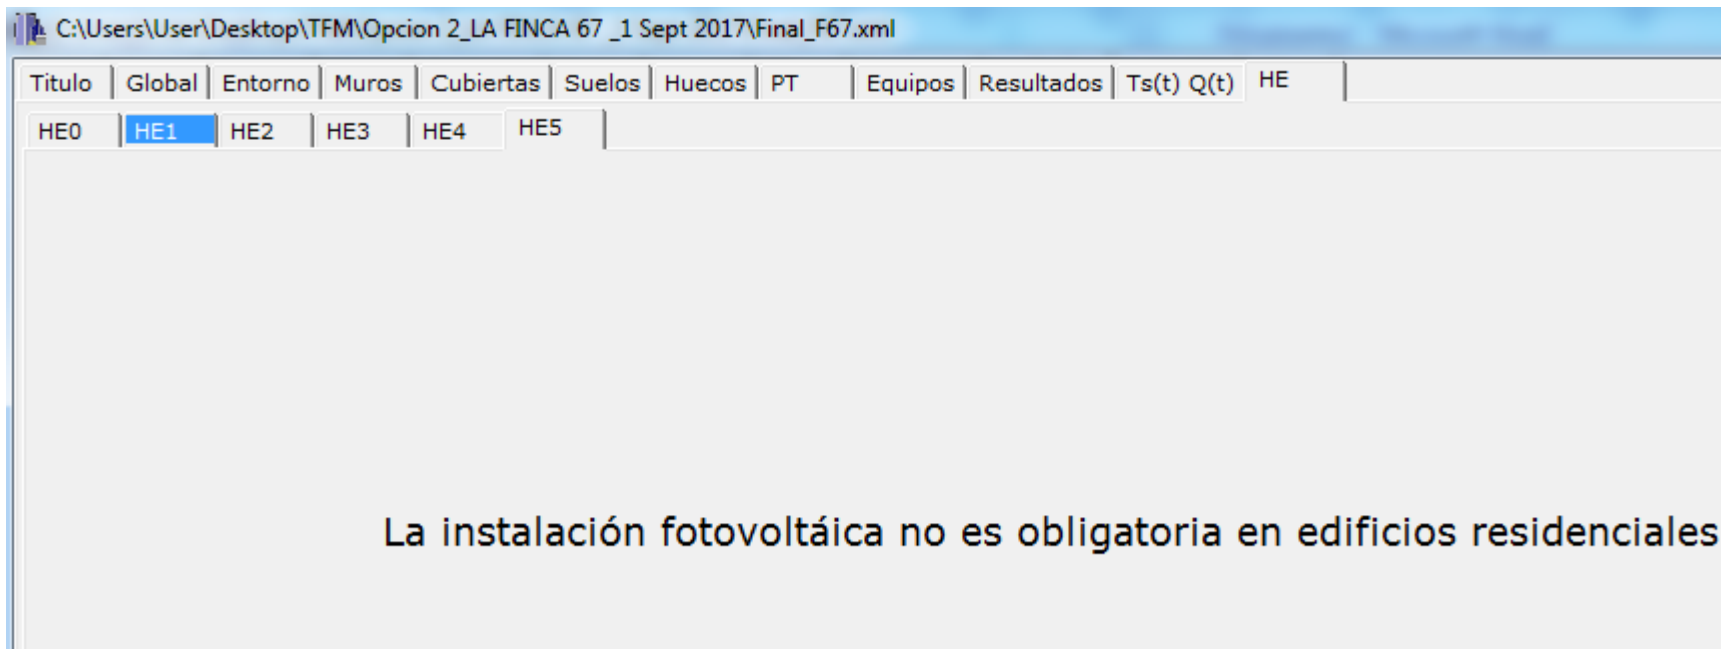 C:\Users\User\Desktop\TFM\Opcion 2_LA FINCA 67 _1 Sept 2017\Final_F67.xml
Titulo Global Entorno Muros Cubiertas Suelos Huecos PT Equipos Resultados Ts(t) Q(t) HE
HE0 HE1 HE2 HE3 HE4 HE5
La instalación fotovoltáica no es obligatoria en edificios residenciales